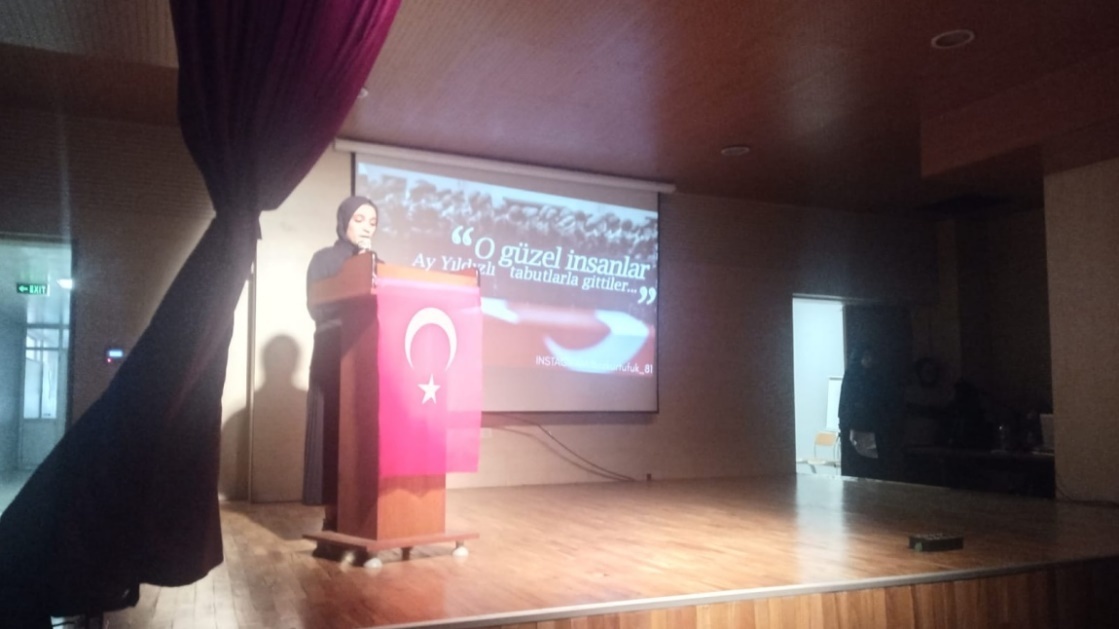 EXIT
“O güzel insanlar
Ay Yıldızlı tabutlarla gittiler...”